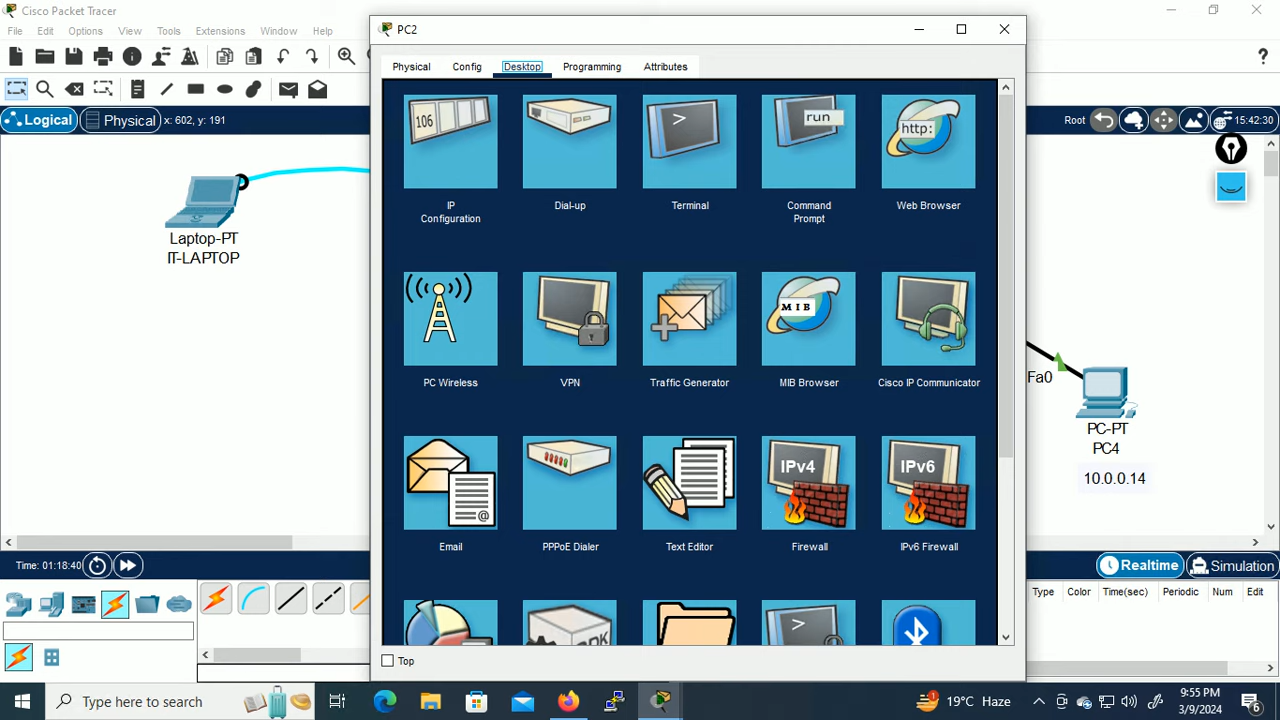 Cisco Packet Tracer
File Edit Options View Tools Extensions Window Help
Logical Physical x: 602, y: 191
Root 15:42:30
Laptop-PT
IT-LAPTOP
PC2
Physical Config Desktop Programming Attributes
106 > run http:
IP
Configuration
Dial-up
Terminal
Command
Prompt
Web Browser
MIB
PC Wireless
VPN
Traffic Generator
MIB Browser
Cisco IP Communicator
@ IPv4 IPv6
Email
PPPoE Dialer
Text Editor
Firewall
IPv6 Firewall
>
Top
Fa0
PC-PT
PC4
10.0.0.14
Time: 01:18:40
Realtime Simulation
Type Color Time(sec) Periodic Num Edit
Type here to search
1 19°C Haze
9:55 PM
3/9/2024
6